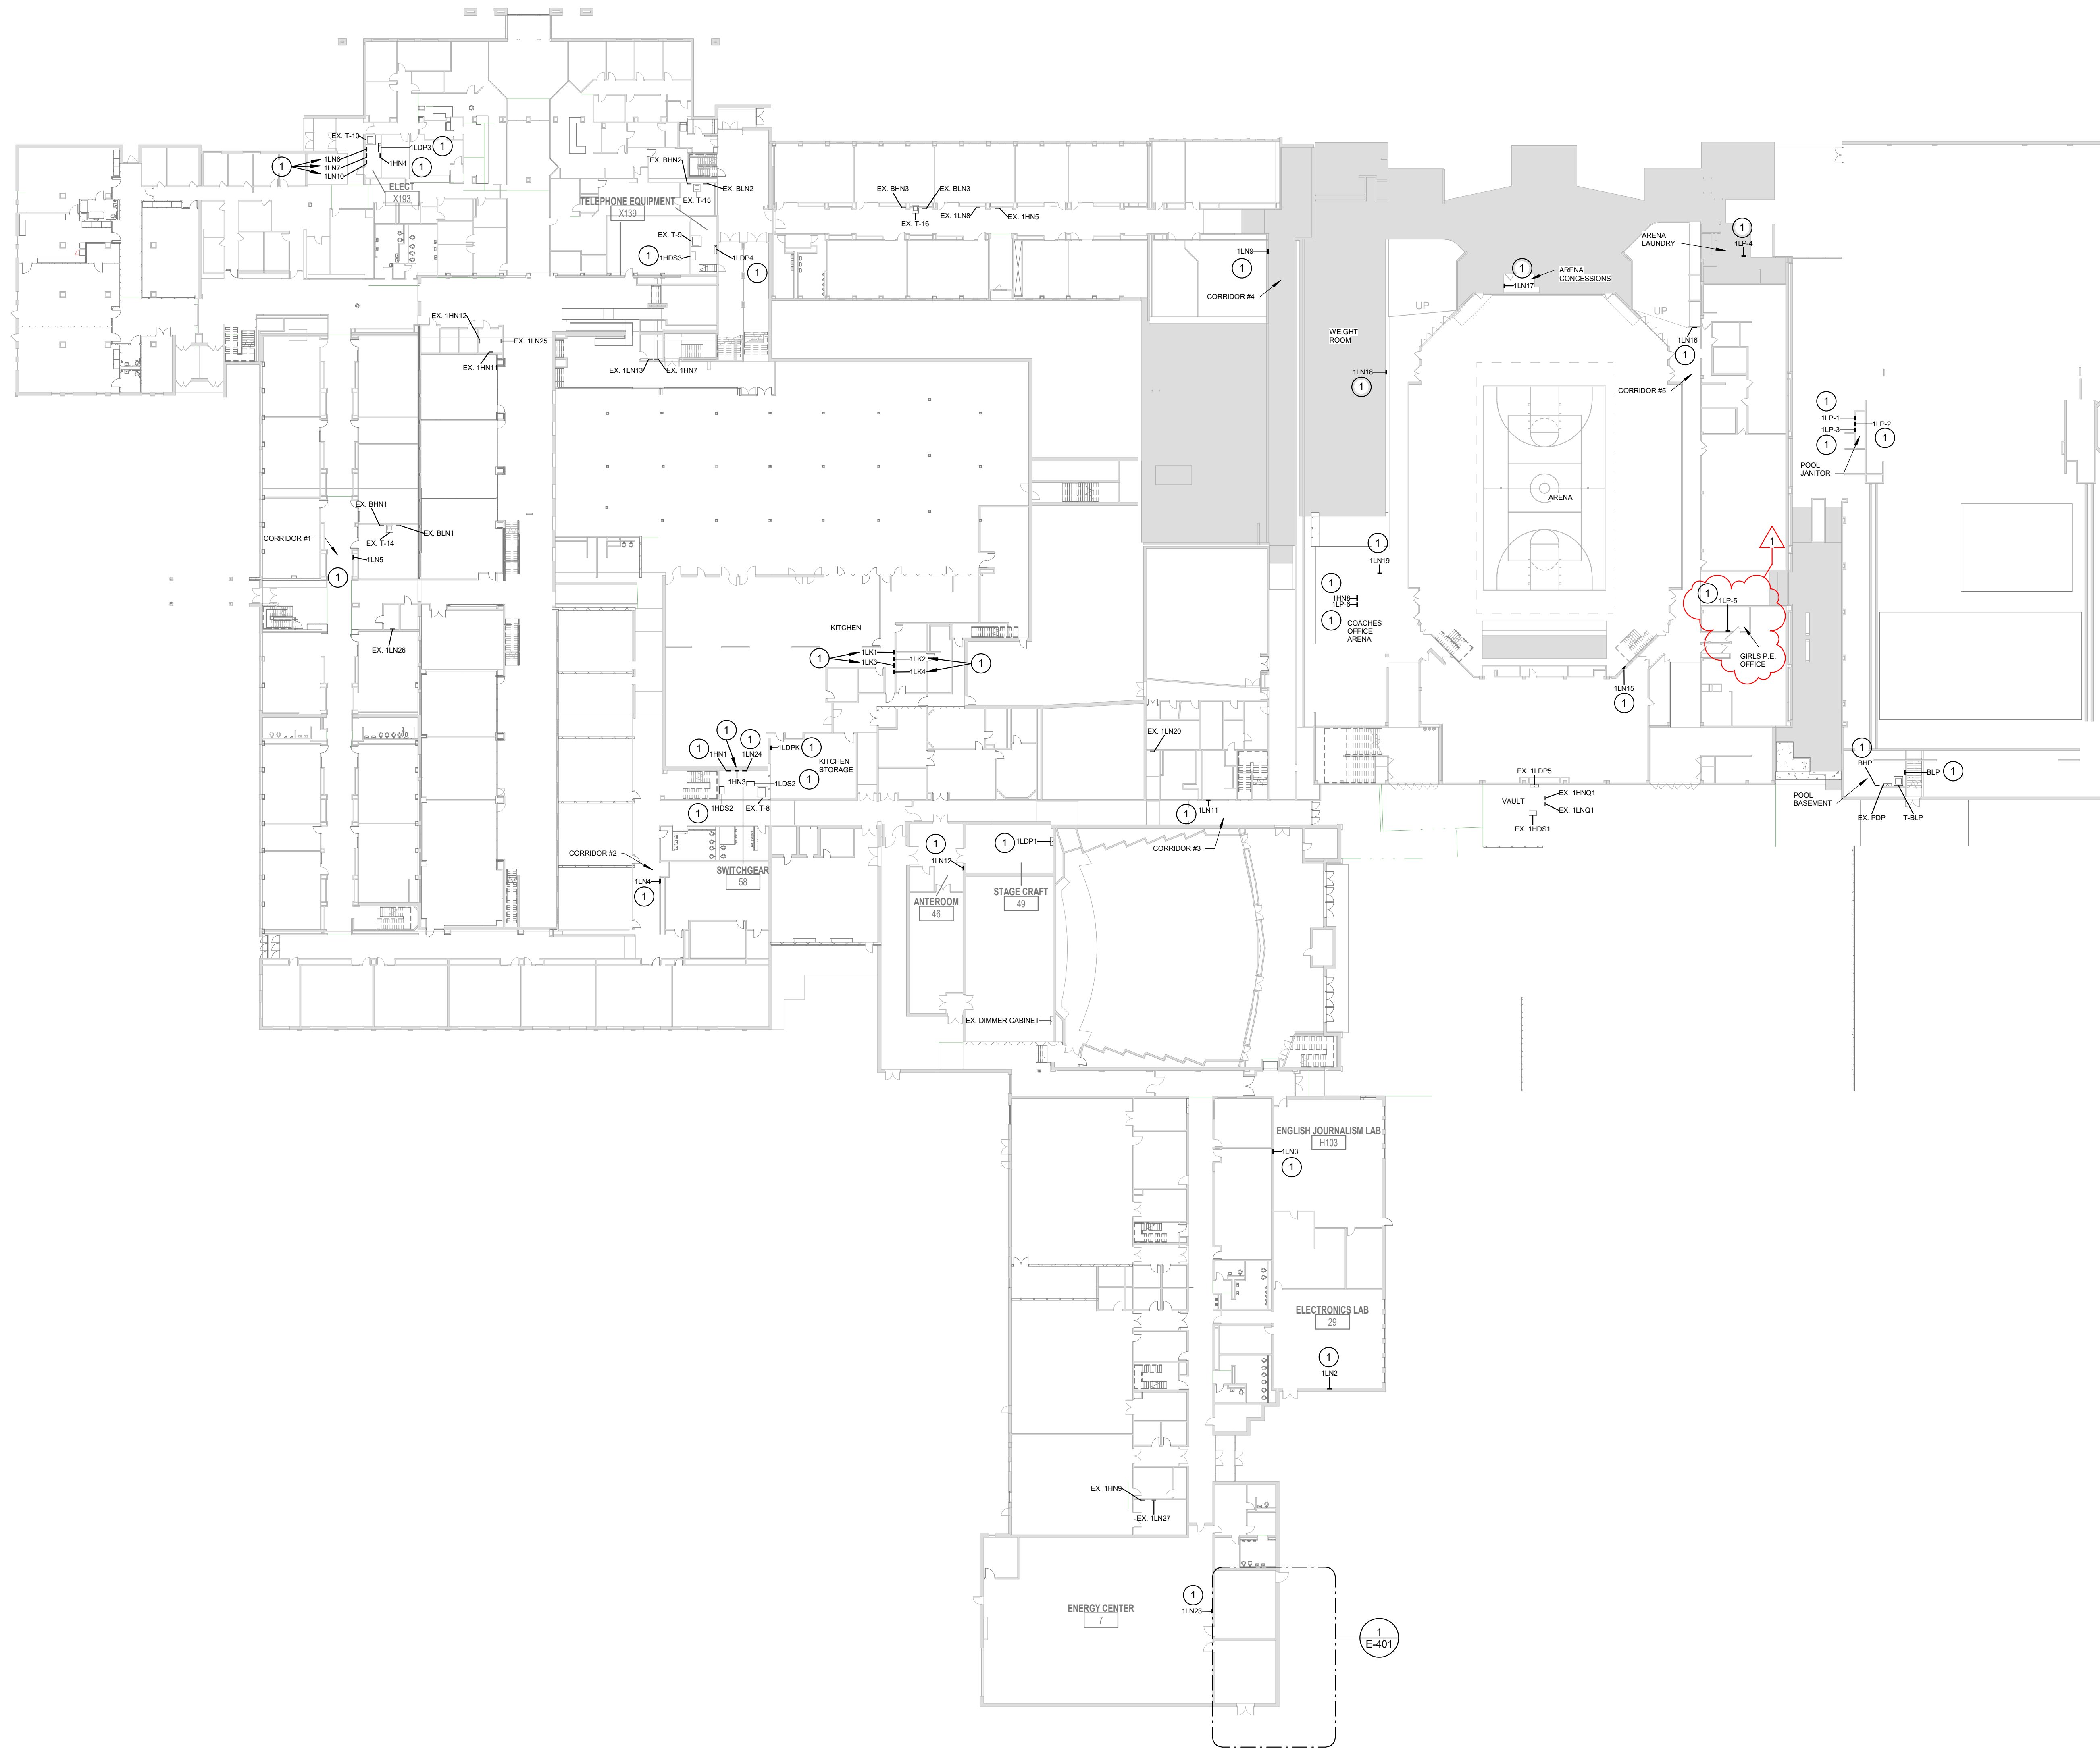 EX. T-10
1LDP3
1
1LN6
1
1LN7
1HN4
1
1LN10
ELECT
X193
EX. BHN2
EX. BLN2
EX. T-15
TELEPHONE EQUIPMENT
X139
EX. T-9
1
1HDS3
1LDP4
1
EX. BHN3
EX. BLN3
EX. 1LN8
EX. 1HN5
EX. T-16
1LN9
1
CORRIDOR #4
ARENA
LAUNDRY
1
1LP-4
1
ARENA
CONCESSIONS
1LN17
UP
UP
WEIGHT
ROOM
1LN16
1
1LN18
1
CORRIDOR #5
EX. 1HN12
EX. 1LN25
EX. 1HN11
EX. 1LN13
EX. 1HN7
1
1LP-1
1LP-2
1LP-3
1
1
POOL
JANITOR
ARENA
EX. BHN1
EX. BLN1
EX. T-14
CORRIDOR #1
1LN5
1
EX. 1LN26
1
1LN19
1
1HN8
1LP-6
1
COACHES
OFFICE
ARENA
1
1
1LP-5
GIRLS P.E.
OFFICE
1LN15
1
KITCHEN
1
1LK1
1LK2
1LK3
1LK4
1
1
1HN1
1
1
1LN24
1LDPK
1
KITCHEN
STORAGE
1HN3
1LDS2
1
1HDS2
1
EX. T-8
EX. 1LN20
1LN11
1
CORRIDOR #3
EX. 1LDP5
VAULT
EX. 1HNQ1
EX. 1LNQ1
EX. 1HDS1
1
BHP
BLP
1
POOL
BASEMENT
EX. PDP
T-BLP
CORRIDOR #2
SWITCHGEAR
58
1LN4
1
1
1LN12
ANTEROOM
46
1
1LDP1
STAGE CRAFT
49
EX. DIMMER CABINET
ENGLISH JOURNALISM LAB
H103
1LN3
1
ELECTRONICS LAB
29
1
1LN2
EX. 1HN9
EX. 1LN27
ENERGY CENTER
7
1
1LN23
1
E-401